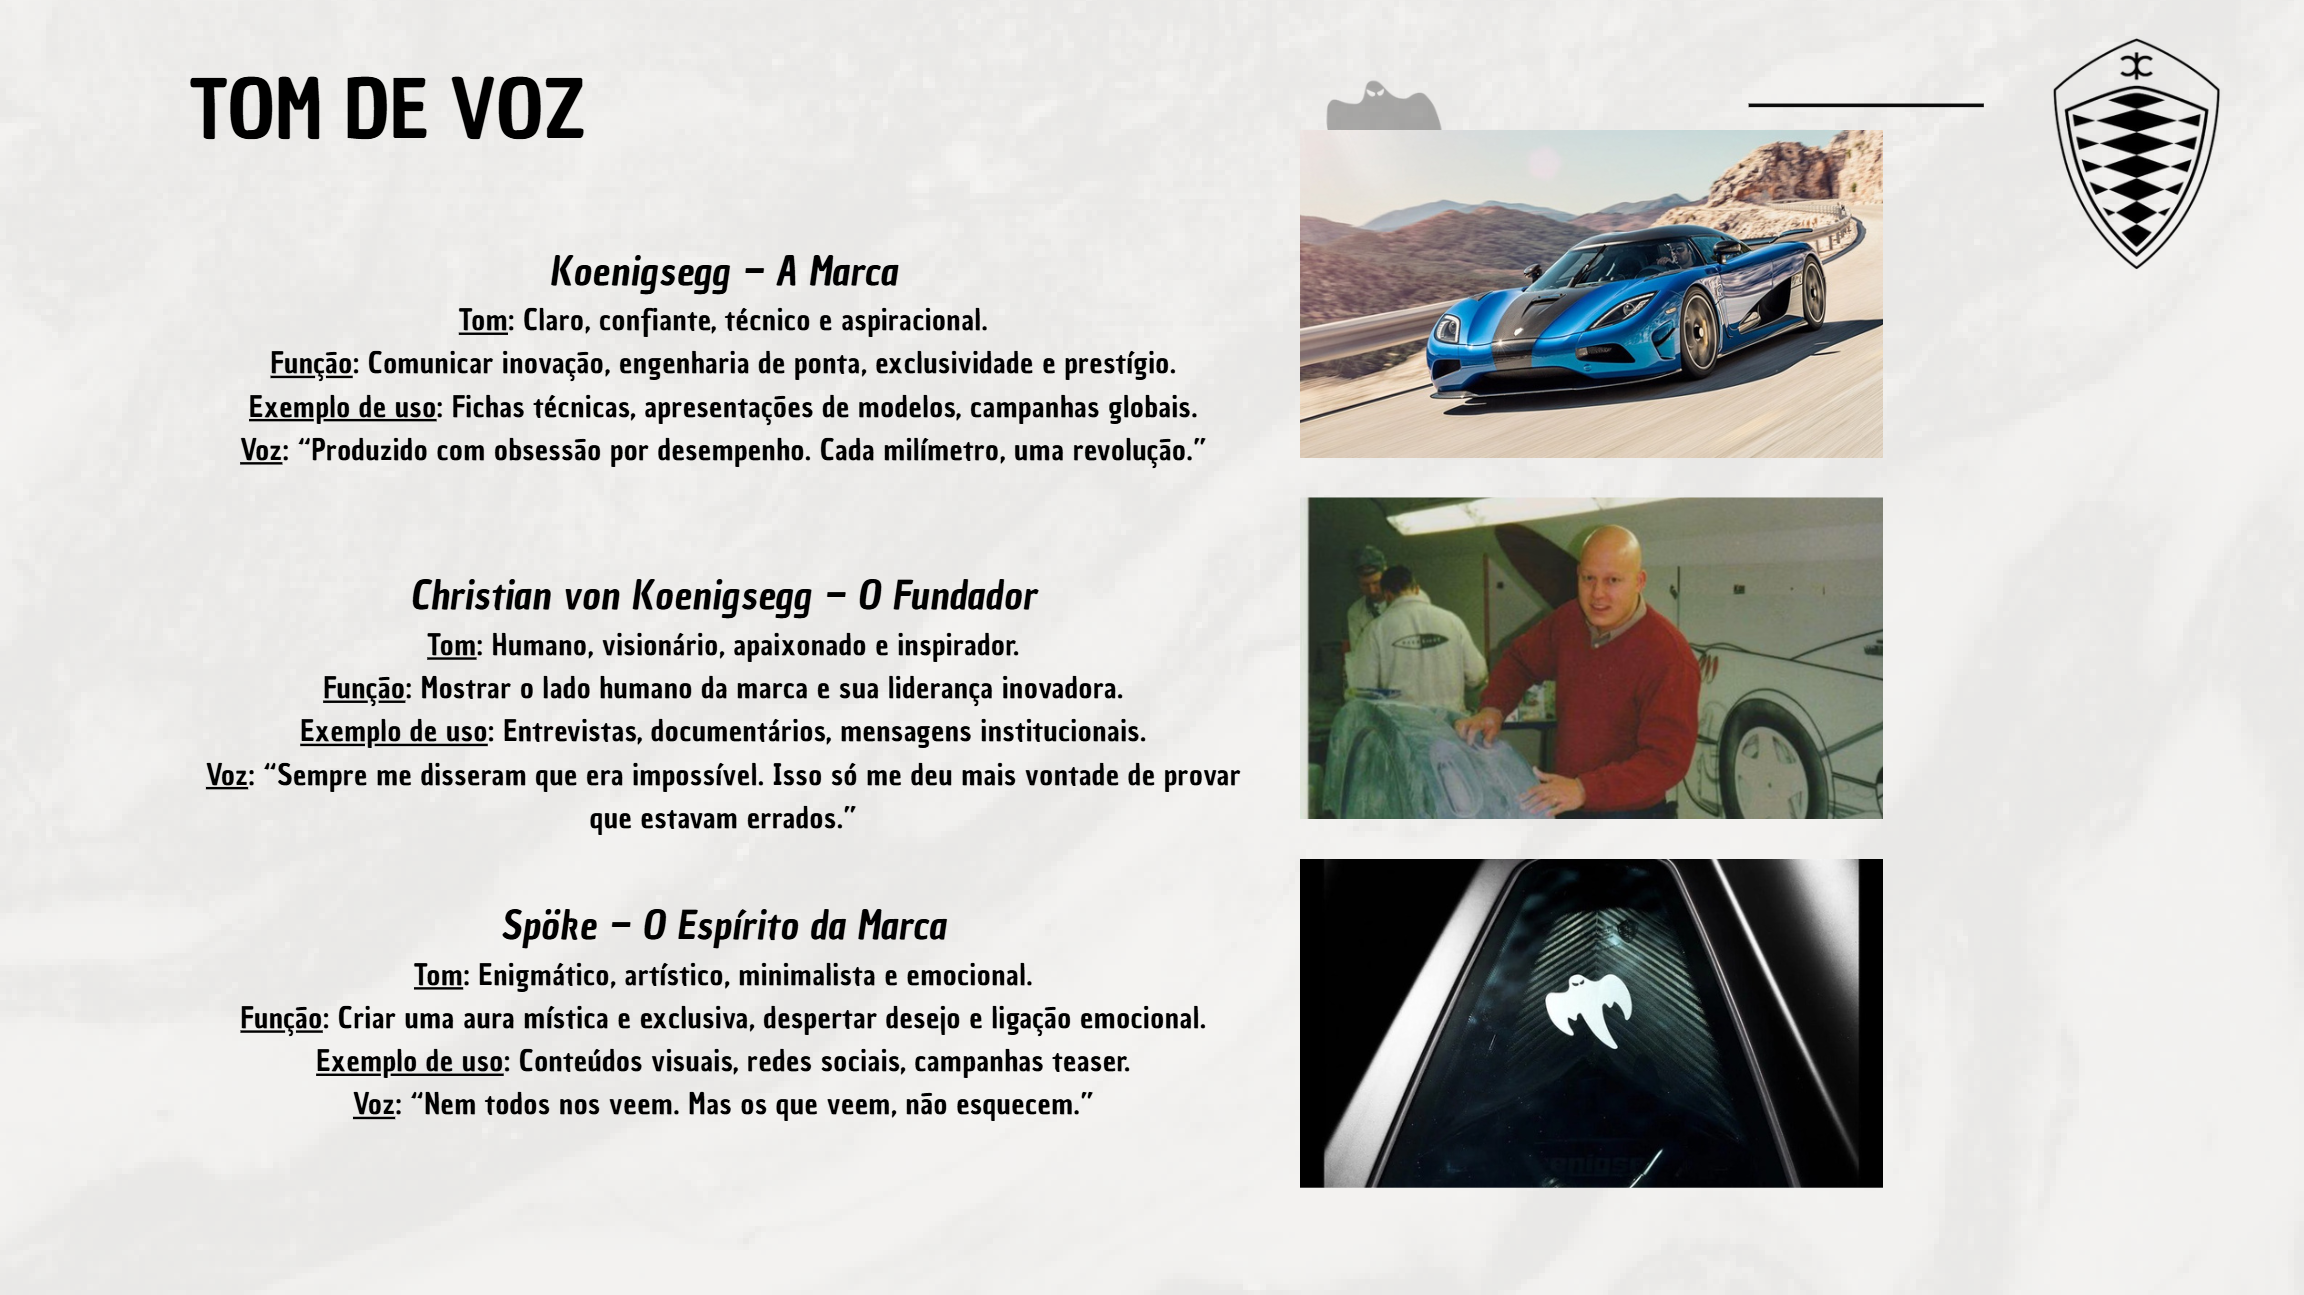 TOM DE VOZ
Koenigsegg – A Marca
Tom: Claro, confiante, técnico e aspiracional.
Função: Comunicar inovação, engenharia de ponta, exclusividade e prestígio.
Exemplo de uso: Fichas técnicas, apresentações de modelos, campanhas globais.
Voz: “Produzido com obsessão por desempenho. Cada milímetro, uma revolução.”
Christian von Koenigsegg – O Fundador
Tom: Humano, visionário, apaixonado e inspirador.
Função: Mostrar o lado humano da marca e sua liderança inovadora.
Exemplo de uso: Entrevistas, documentários, mensagens institucionais.
Voz: “Sempre me disseram que era impossível. Isso só me deu mais vontade de provar
que estavam errados.”
Spöke – O Espírito da Marca
Tom: Enigmático, artístico, minimalista e emocional.
Função: Criar uma aura mística e exclusiva, despertar desejo e ligação emocional.
Exemplo de uso: Conteúdos visuais, redes sociais, campanhas teaser.
Voz: “Nem todos nos veem. Mas os que veem, não esquecem.”